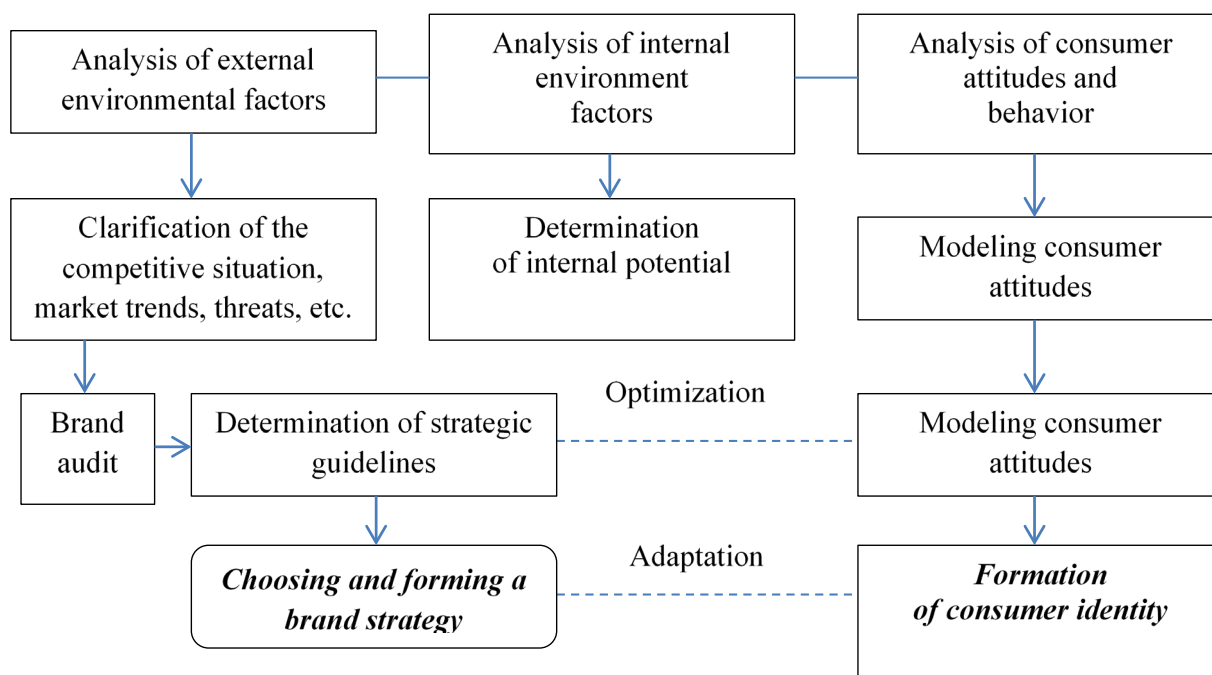 Analysis of external
environmental factors
Analysis of internal
environment
factors
Analysis of consumer
attitudes and
behavior
Clarification of the
competitive situation,
market trends, threats, etc.
Determination
of internal potential
Modeling consumer
attitudes
Brand
audit
Determination of strategic
guidelines
Optimization
Modeling consumer
attitudes
Choosing and forming a
brand strategy
Adaptation
Formation
of consumer identity